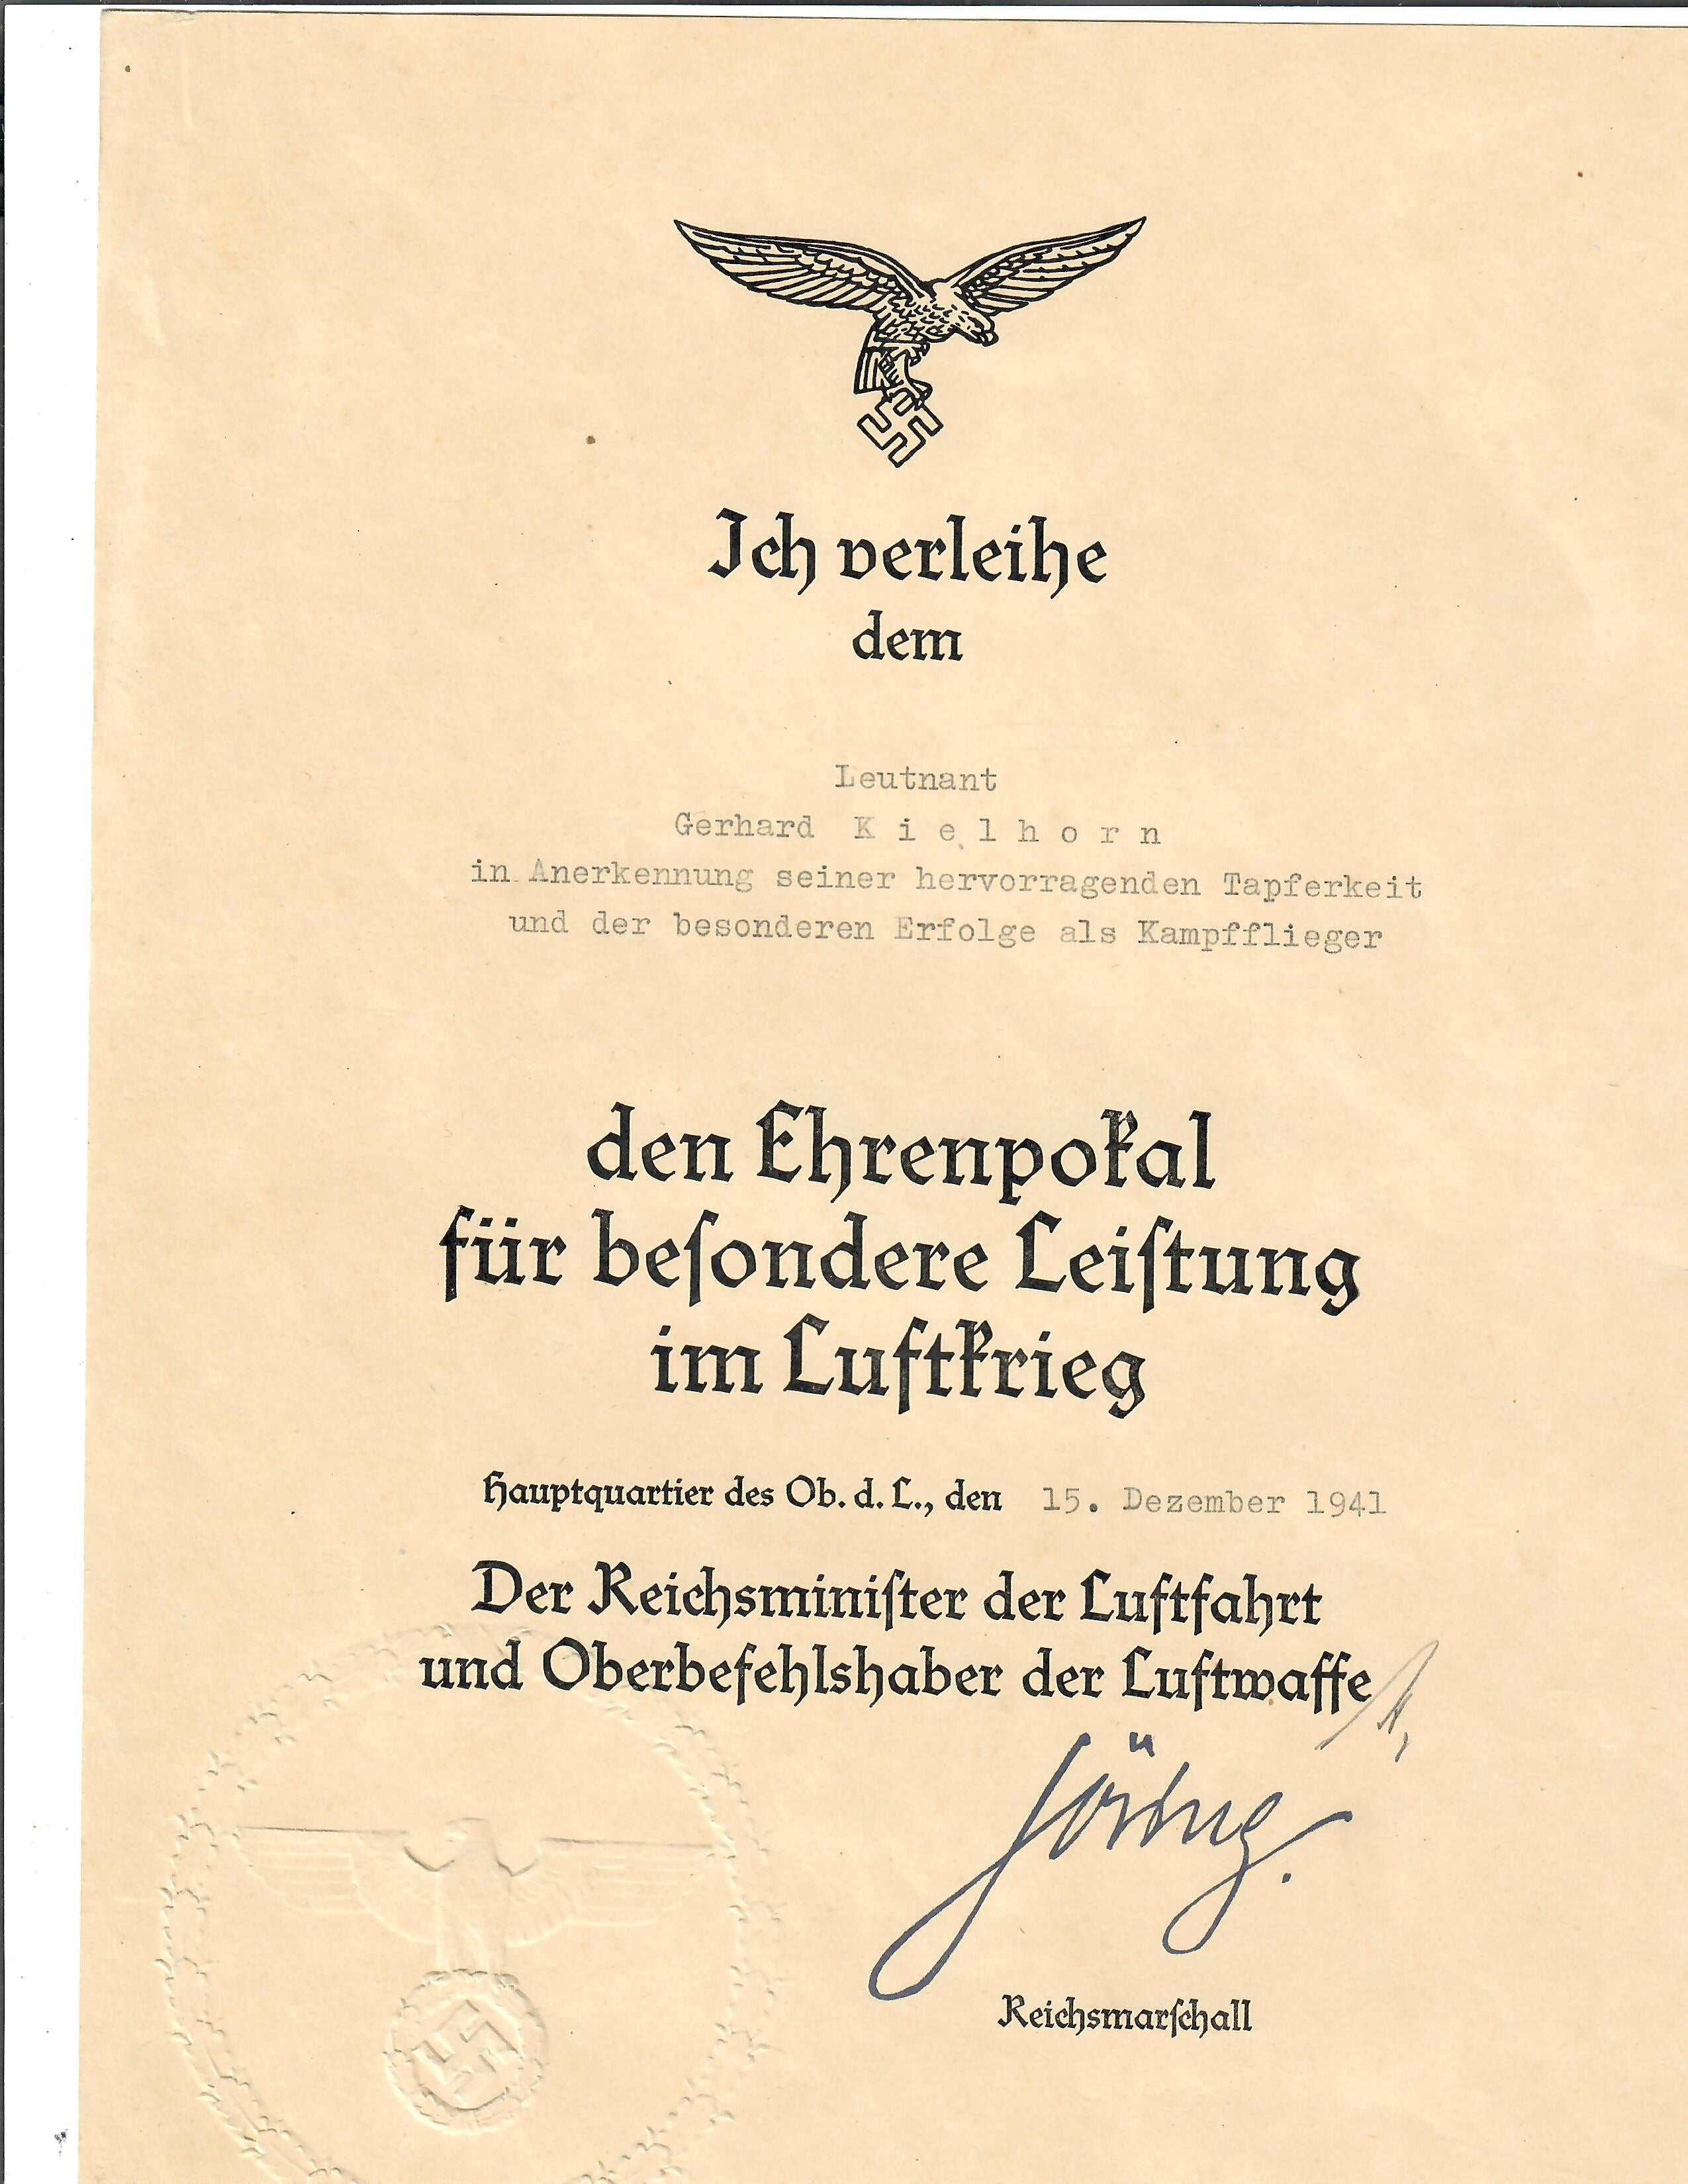 Ich verleihe
dem
Leutnant
Gerhard K i e l h o r n
in Anerkennung seiner hervorragenden Tapferkeit
und der besonderen Erfolge als Kampfflieger
den Ehrenpokal
für beſondere Leiſtung
im Luftkrieg
Hauptquartier des Ob. d. L., den 15. Dezember 1941
Der Reichsminiſter der Luftfahrt
und Oberbefehlshaber der Luftwaffe
Göring.
Reichsmarſchall